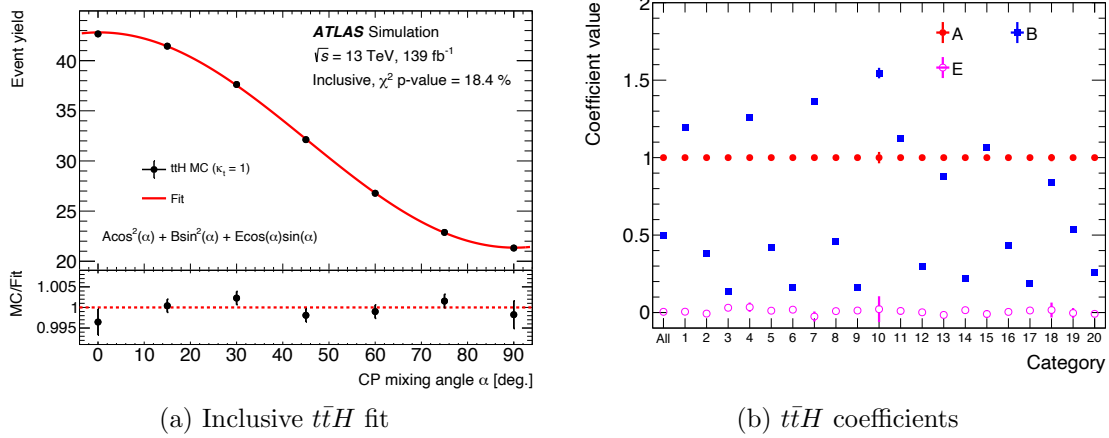 Event yield
40
35
30
25
20
ATLAS Simulation
√s = 13 TeV, 139 fb⁻¹
Inclusive, χ² p-value = 18.4 %
ttH MC (κₜ = 1)
Fit
Acos²(α) + Bsin²(α) + Ecos(α)sin(α)
MC/Fit
1.005
1
0.995
0 10 20 30 40 50 60 70 80 90
CP mixing angle α [deg.]
(a) Inclusive tt̄H fit
Coefficient value
2
1.5
1
0.5
0
A
B
E
All 1 2 3 4 5 6 7 8 9 10 11 12 13 14 15 16 17 18 19 20
Category
(b) tt̄H coefficients